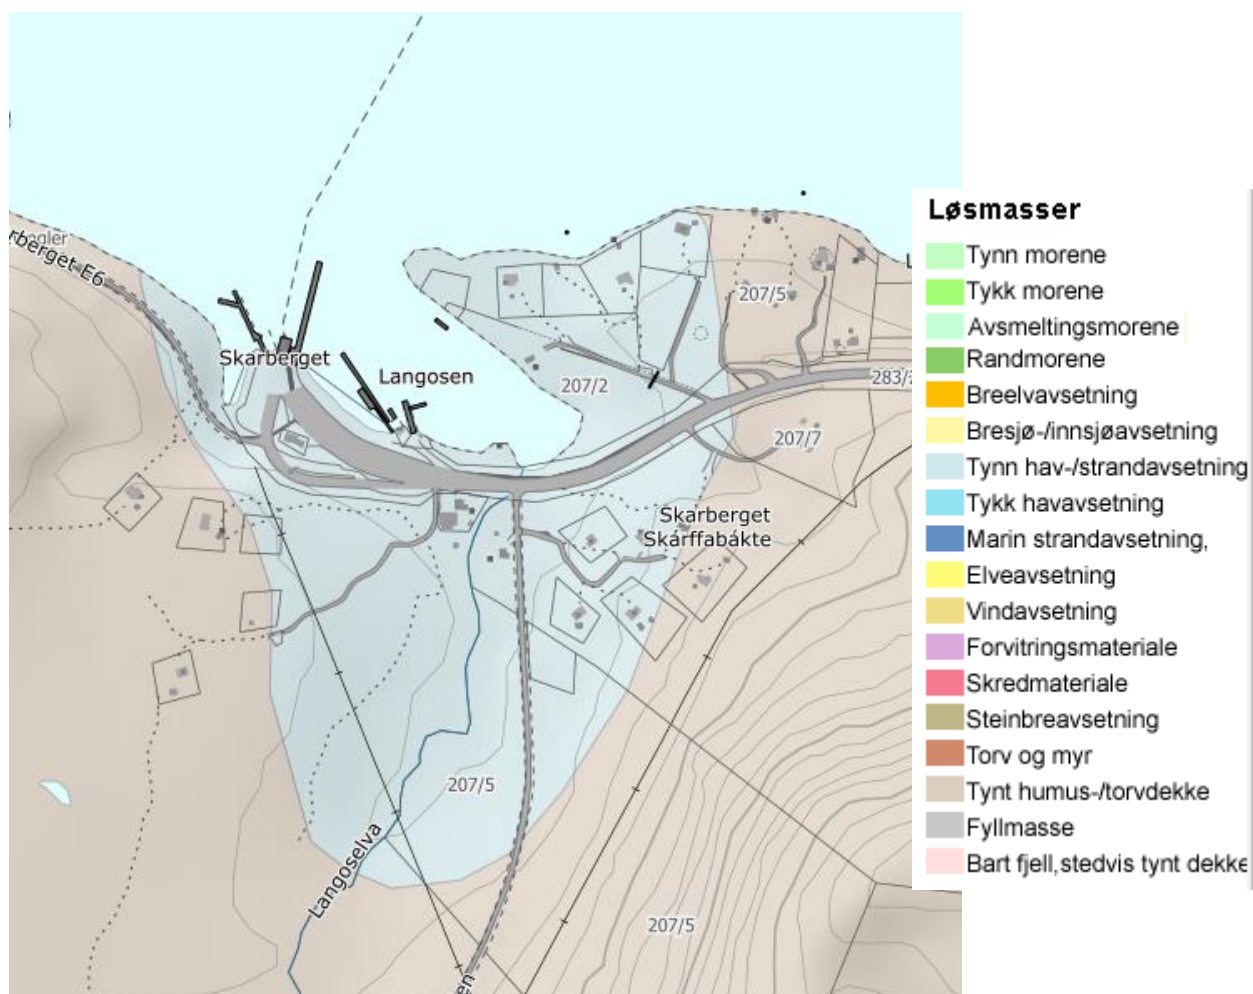 Skarberget
Langosen
207/2
207/5
207/7
Skarberget
Skárffabákte
207/5
Langoselva
207/5
Løsmasser
Tynn morene
Tykk morene
Avsmeltingsmorene
Randmorene
Breelvavsetning
Bresjø-/innsjøavsetning
Tynn hav-/strandavsetning
Tykk havavsetning
Marin strandavsetning,
Elveavsetning
Vindavsetning
Forvitringsmateriale
Skredmateriale
Steinbreavsetning
Torv og myr
Tynt humus-/torvdekke
Fyllmasse
Bart fjell,stedvis tynt dekke
rberget E6
283/
en